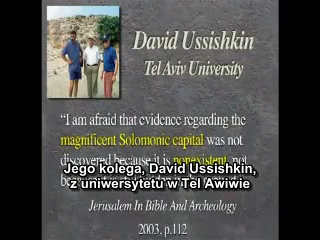 David Ussishkin
Tel Aviv University
“I am afraid that evidence regarding the
magnificent Solomonic capital was
discovered because it is nonexistent, not
Jego kolega, David Ussishkin,
z uniwersytetu w Tel Awiwie
Jerusalem In Bible And Archeology
2003, p.112